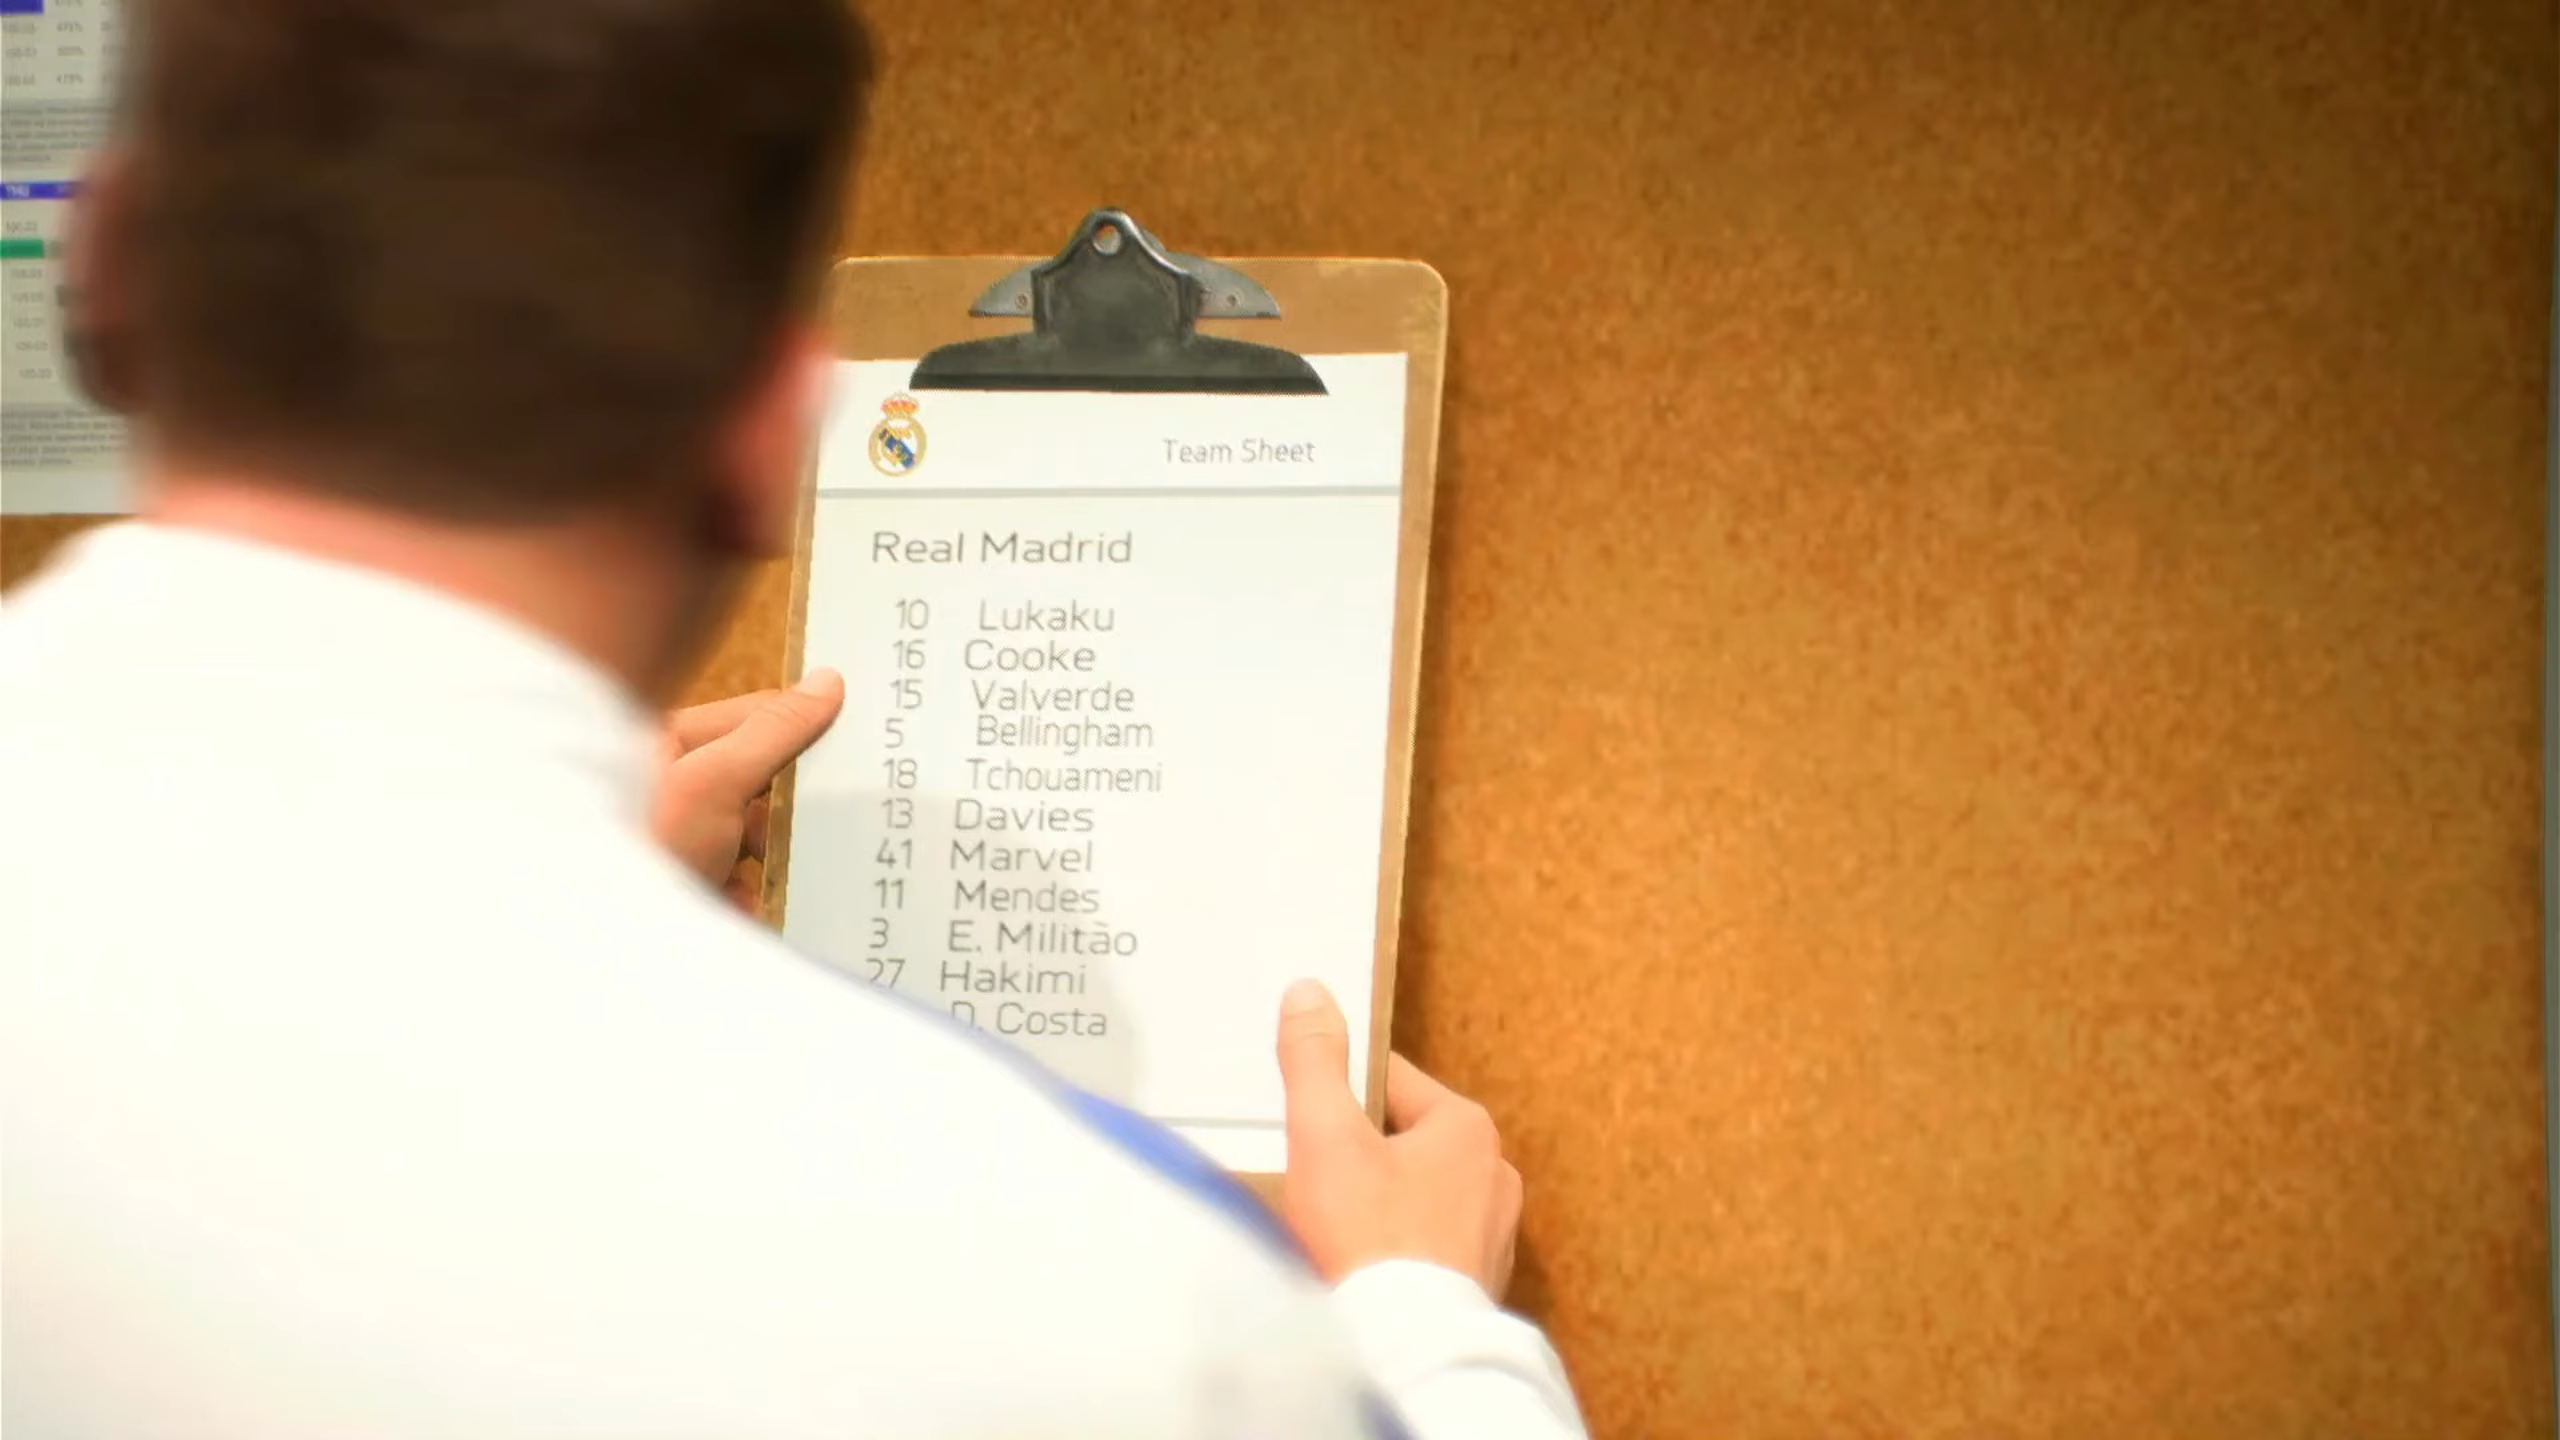 Team Sheet
Real Madrid
10 Lukaku
16 Cooke
15 Valverde
5 Bellingham
18 Tchouameni
13 Davies
41 Marvel
11 Mendes
3 E. Militão
27 Hakimi
D. Costa